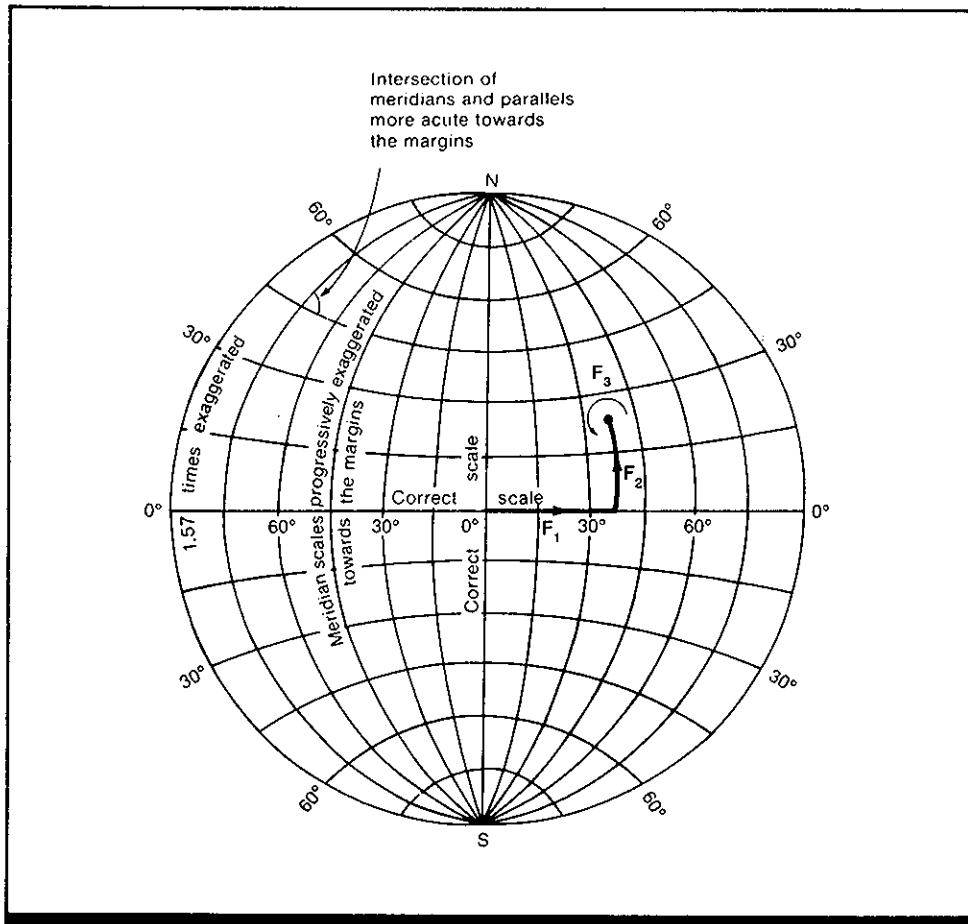 Intersection of
meridians and parallels
more acute towards
the margins
N
60°
60°
30°
30°
times exaggerated
Meridian scales progressively exaggerated
towards the margins
F3
F2
Correct scale
scale
0°
0°
1.57
60°
30°
0°
F1
30°
60°
Correct
30°
30°
60°
60°
S